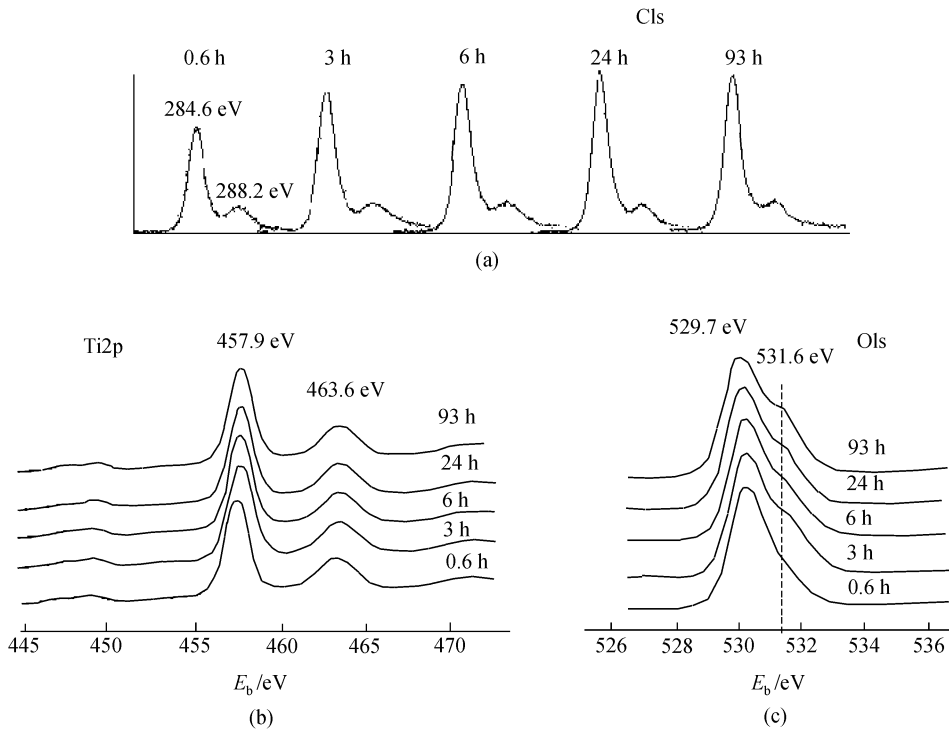 Cls
0.6 h 3 h 6 h 24 h 93 h
284.6 eV
288.2 eV
(a)
Ti2p
457.9 eV
463.6 eV
93 h
24 h
6 h
3 h
0.6 h
445 450 455 460 465 470
E_b/eV
(b)
529.7 eV
531.6 eV
Ols
93 h
24 h
6 h
3 h
0.6 h
526 528 530 532 534 536
E_b/eV
(c)